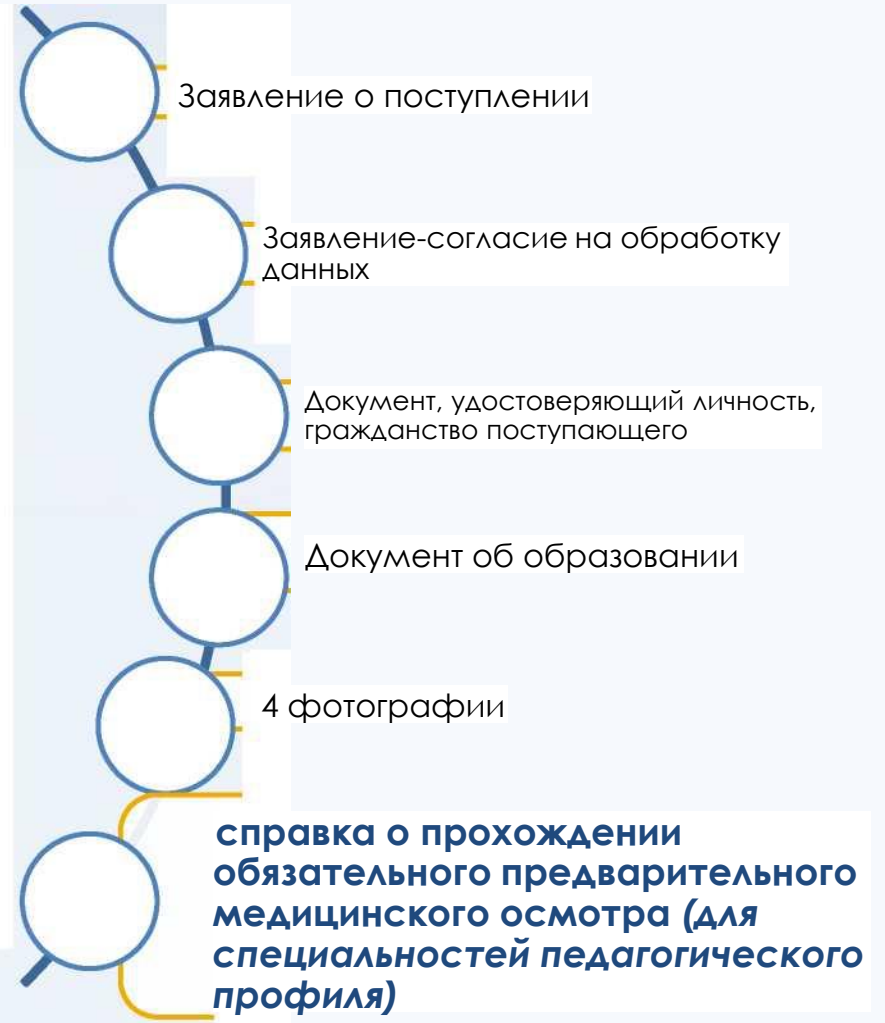 Заявление о поступлении
Заявление-согласие на обработку
данных
Документ, удостоверяющий личность,
гражданство поступающего
Документ об образовании
4 фотографии
справка о прохождении
обязательного предварительного
медицинского осмотра (для
специальностей педагогического
профиля)